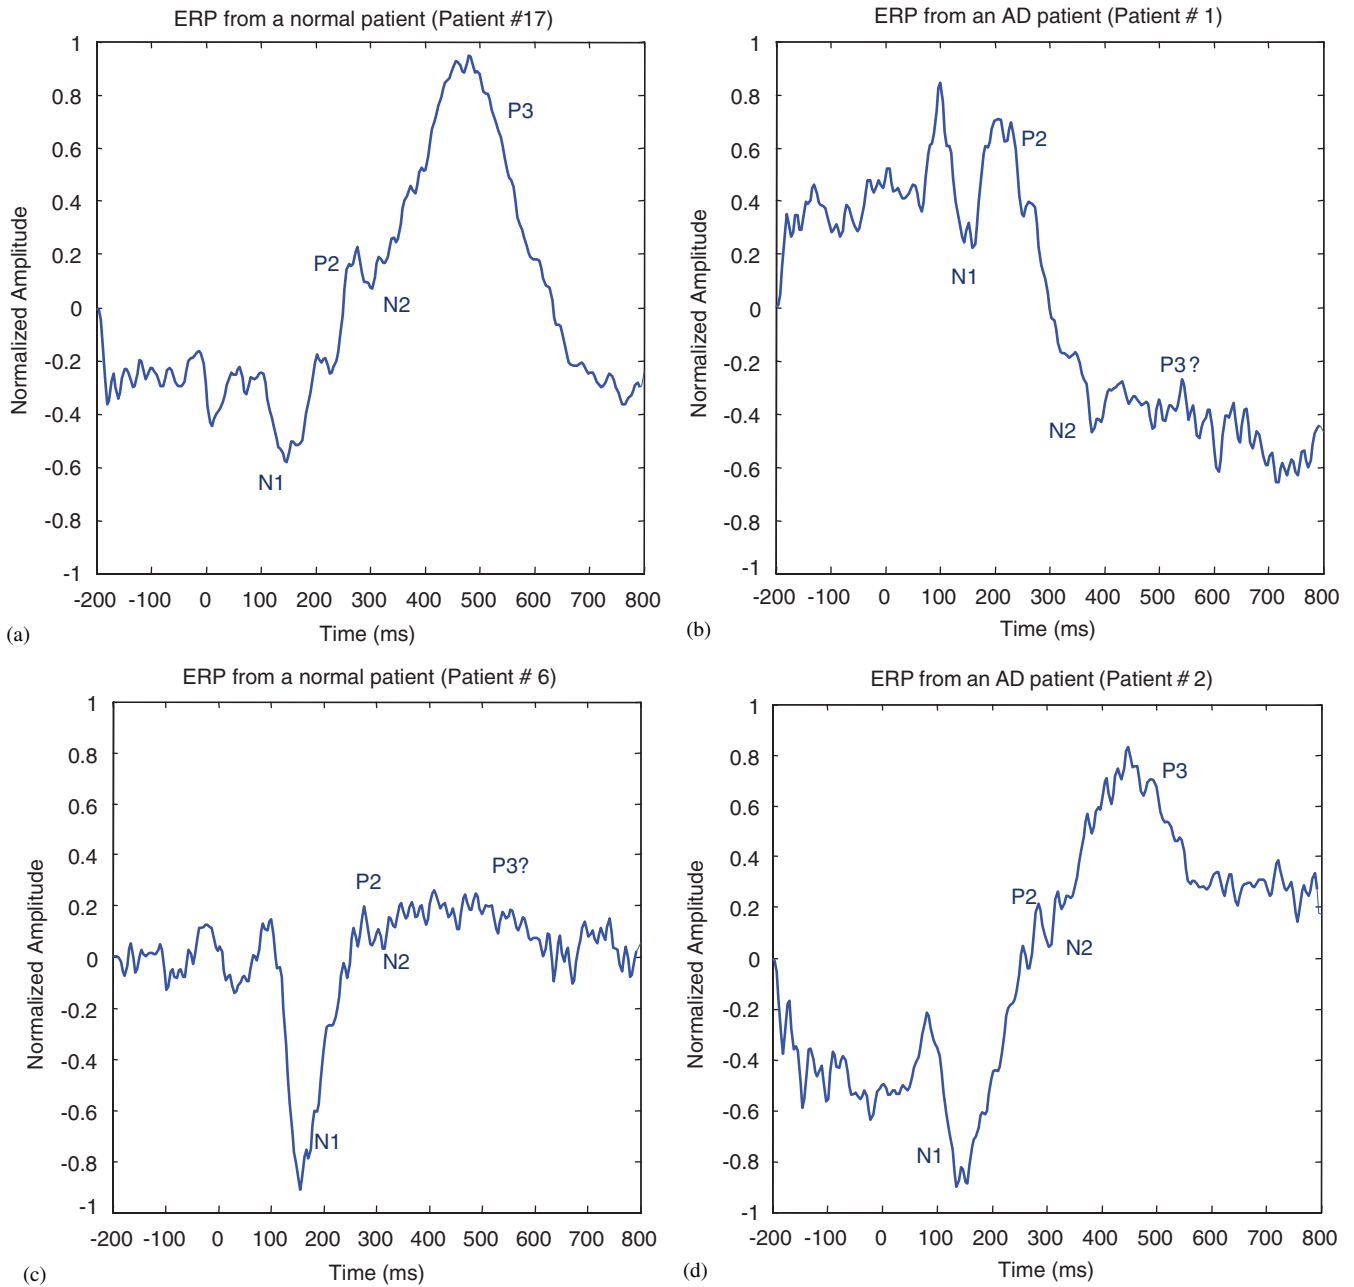 ERP from a normal patient (Patient #17)
1
0.8
0.6
0.4
0.2
0
-0.2
-0.4
-0.6
-0.8
-1
Normalized Amplitude
P3
P2
N2
N1
-200 -100 0 100 200 300 400 500 600 700 800
Time (ms)
(a)
ERP from an AD patient (Patient # 1)
1
0.8
0.6
0.4
0.2
0
-0.2
-0.4
-0.6
-0.8
-1
Normalized Amplitude
P2
N1
P3?
N2
-200 -100 0 100 200 300 400 500 600 700 800
Time (ms)
(b)
ERP from a normal patient (Patient # 6)
1
0.8
0.6
0.4
0.2
0
-0.2
-0.4
-0.6
-0.8
-1
Normalized Amplitude
P3?
P2
N2
N1
-200 -100 0 100 200 300 400 500 600 700 800
Time (ms)
(c)
ERP from an AD patient (Patient # 2)
1
0.8
0.6
0.4
0.2
0
-0.2
-0.4
-0.6
-0.8
-1
Normalized Amplitude
P3
P2
N2
N1
-200 -100 0 100 200 300 400 500 600 700 800
Time (ms)
(d)